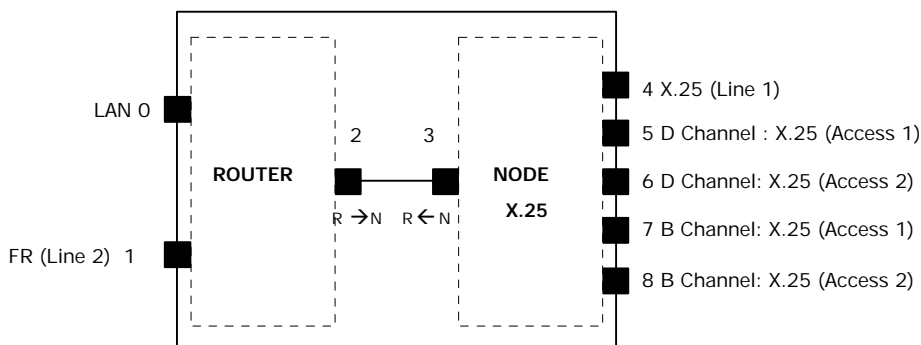 LAN 0
FR (Line 2) 1
ROUTER
2 3
R →N R ← N
NODE
X.25
4 X.25 (Line 1)
5 D Channel : X.25 (Access 1)
6 D Channel: X.25 (Access 2)
7 B Channel: X.25 (Access 1)
8 B Channel: X.25 (Access 2)